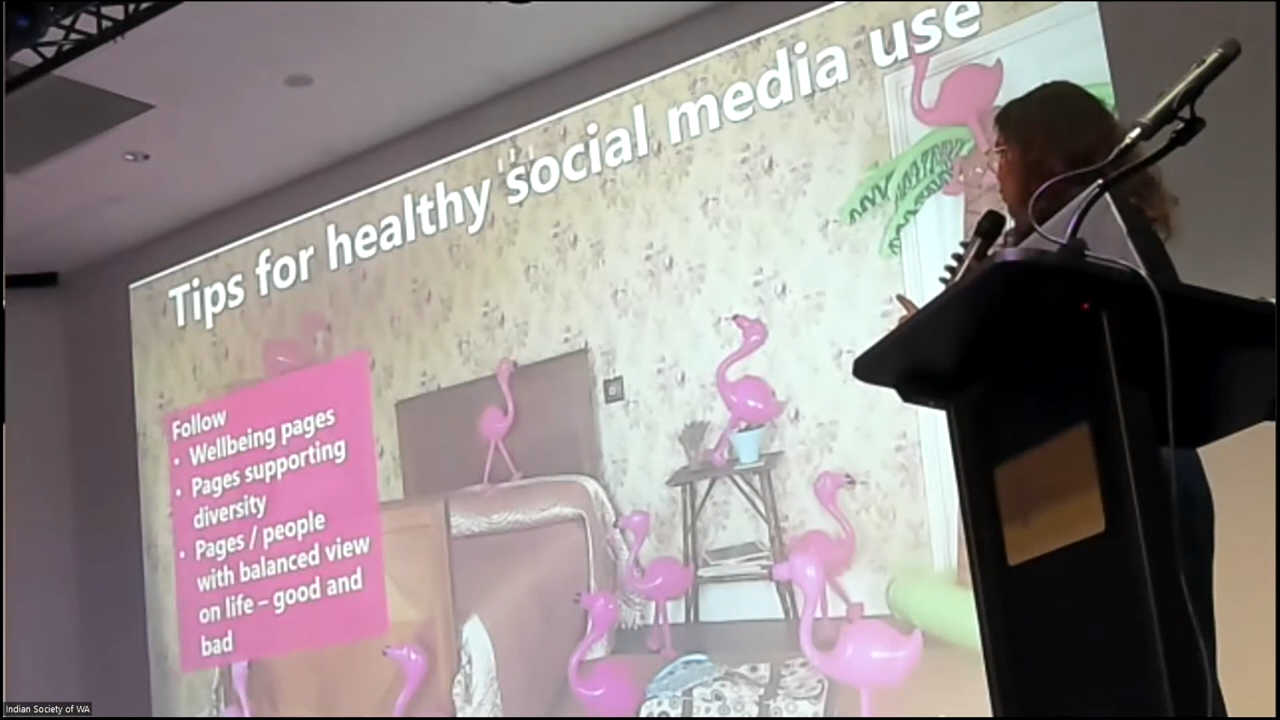 Tips for healthy social media use
Follow
• Wellbeing pages
• Pages supporting
diversity
• Pages / people
with balanced view
on life – good and
bad
Indian Society of WA